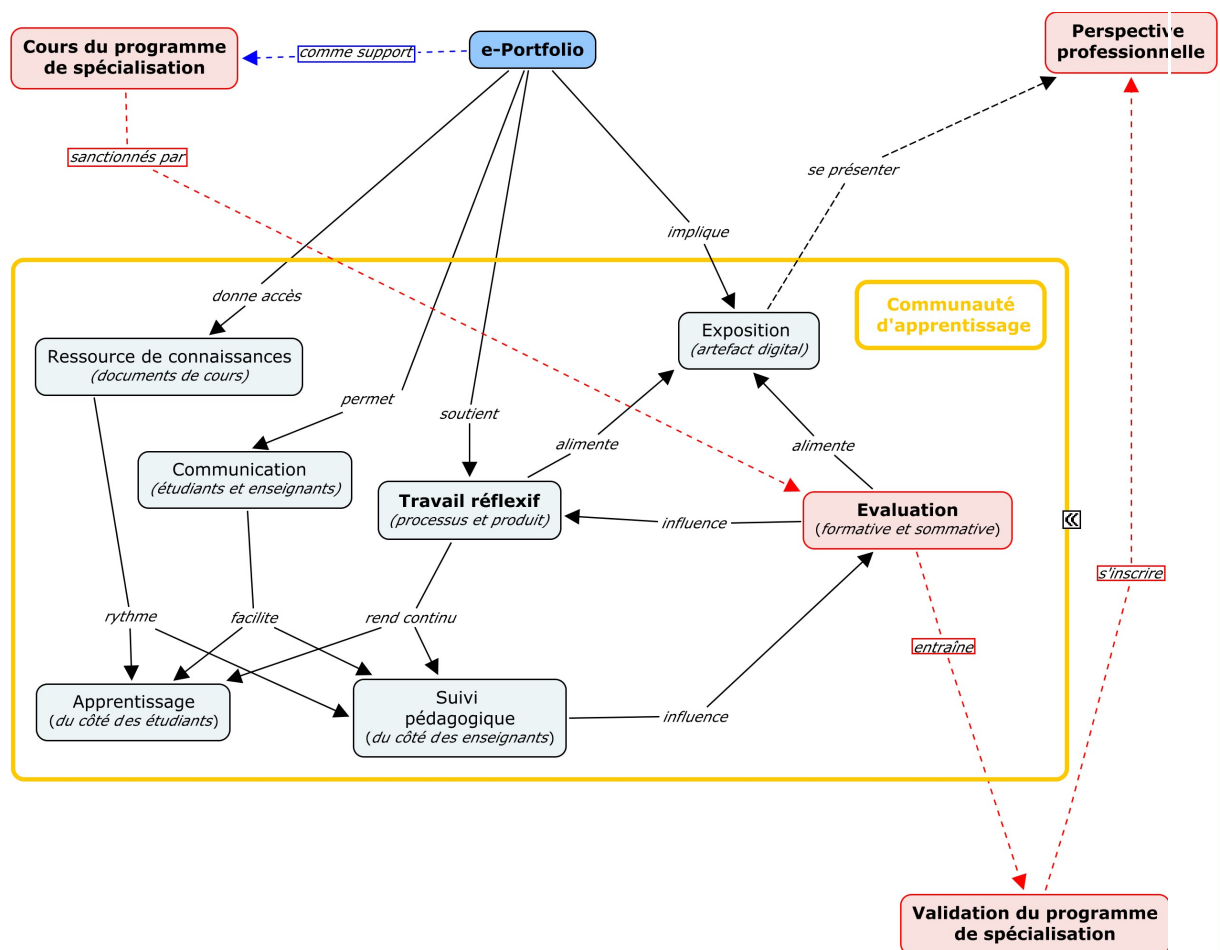 Cours du programme
de spécialisation
comme support
e-Portfolio
Perspective
professionnelle
sanctionnés par
se présenter
implique
donne accès
Communauté
d'apprentissage
Exposition
(artefact digital)
Ressource de connaissances
(documents de cours)
permet
soutient
alimente
alimente
Communication
(étudiants et enseignants)
Travail réflexif
(processus et produit)
influence
Evaluation
(formative et sommative)
s'inscrire
rythme
facilite
rend continu
entraîne
Apprentissage
(du côté des étudiants)
Suivi
pédagogique
(du côté des enseignants)
influence
Validation du programme
de spécialisation